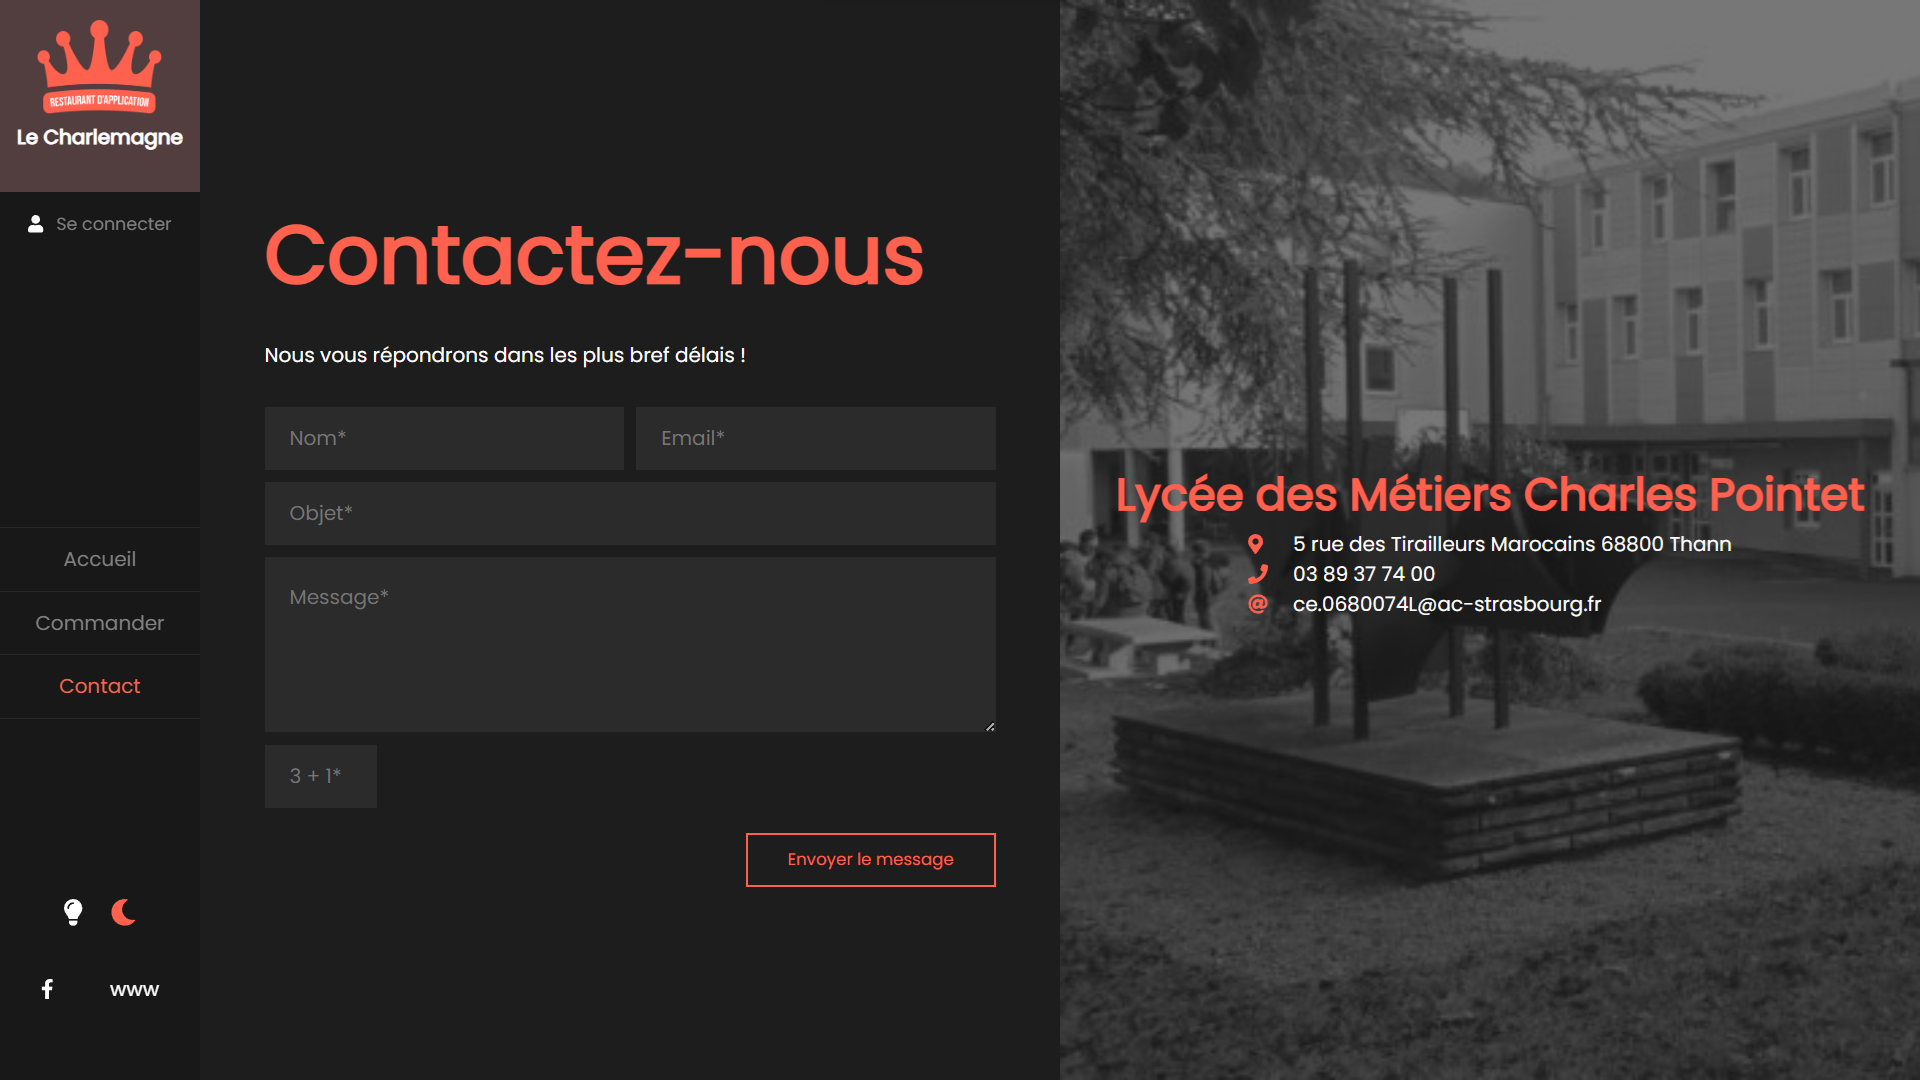 RESTAURANT D'APPLICATION
Le Charlemagne
Se connecter
Accueil
Commander
Contact
www
Contactez-nous
Nous vous répondrons dans les plus bref délais !
Nom*
Email*
Objet*
Message*
3 + 1*
Envoyer le message
Lycée des Métiers Charles Pointet
5 rue des Tirailleurs Marocains 68800 Thann
03 89 37 74 00
ce.0680074L@ac-strasbourg.fr